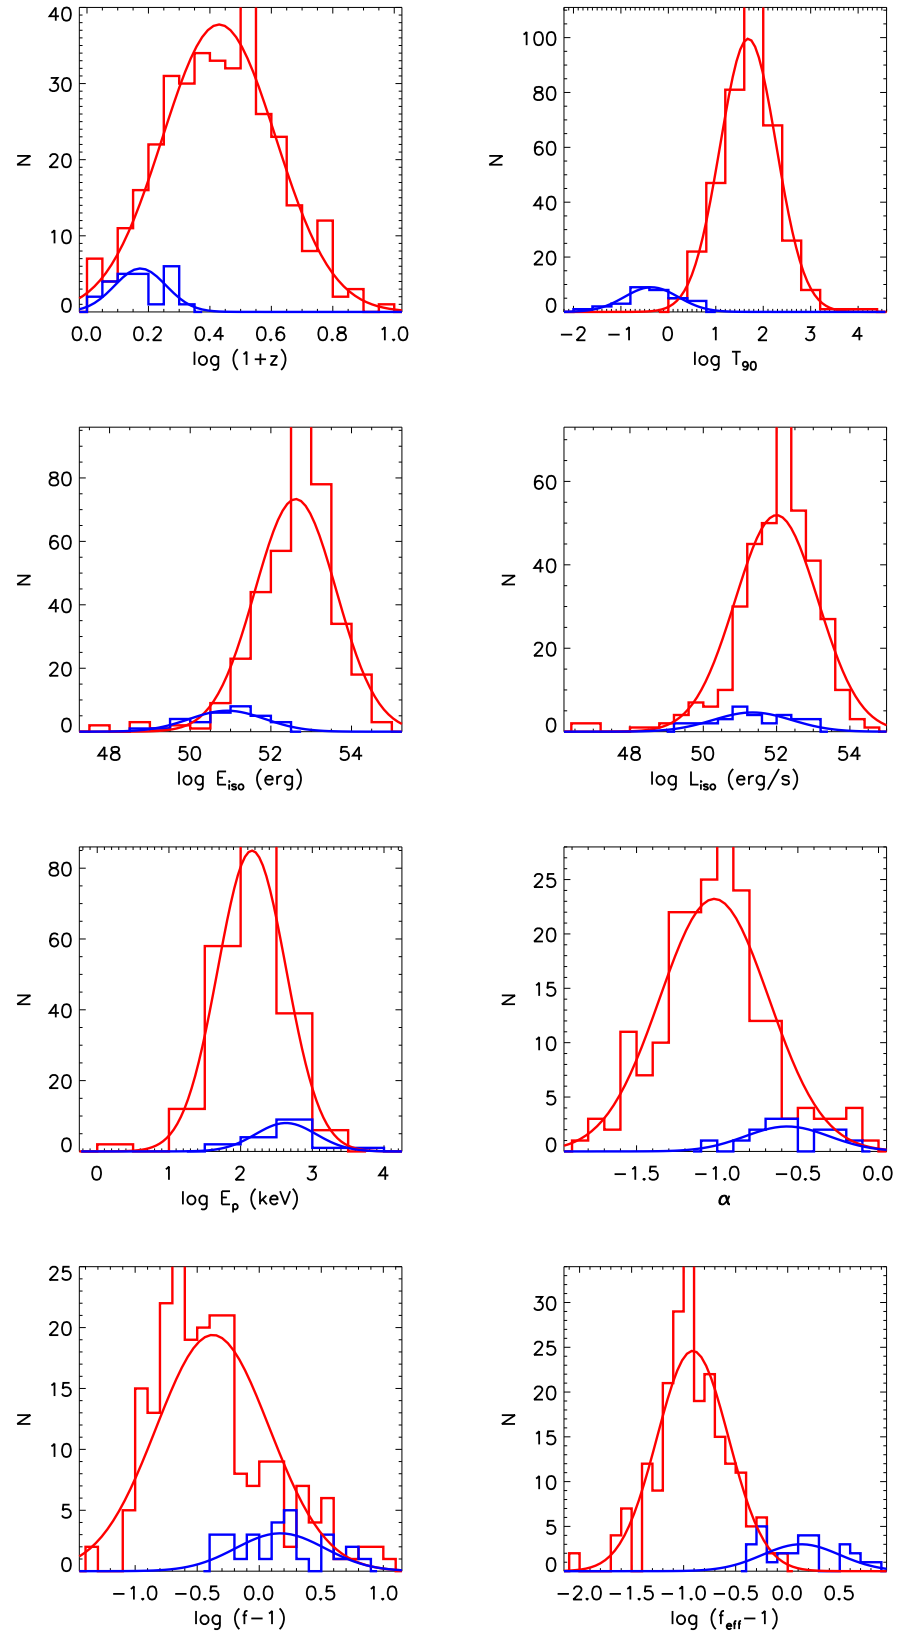 40
30
20
10
0
N
0.0 0.2 0.4 0.6 0.8 1.0
log (1+z)
100
80
60
40
20
0
N
−2 −1 0 1 2 3 4
log T90
80
60
40
20
0
N
48 50 52 54
log Eiso (erg)
60
40
20
0
N
48 50 52 54
log Liso (erg/s)
80
60
40
20
0
N
0 1 2 3 4
log Ep (keV)
25
20
15
10
5
0
N
−1.5 −1.0 −0.5 0.0
α
25
20
15
10
5
0
N
−1.0 −0.5 0.0 0.5 1.0
log (f−1)
30
25
20
15
10
5
0
N
−2.0 −1.5 −1.0 −0.5 0.0 0.5
log (feff−1)